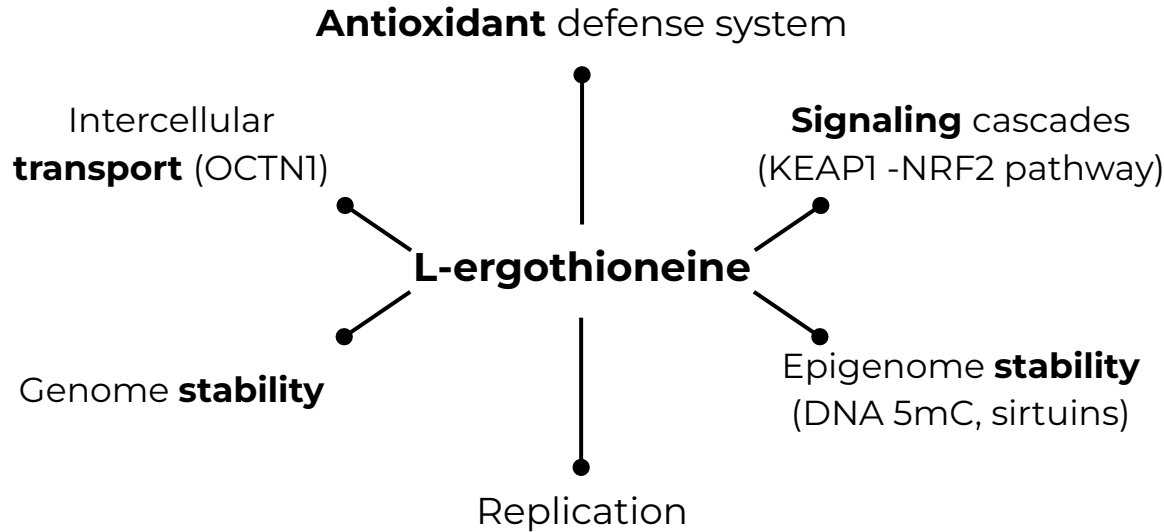 Antioxidant defense system
Intercellular
transport (OCTN1)
Signaling cascades
(KEAP1 -NRF2 pathway)
L-ergothioneine
Genome stability
Epigenome stability
(DNA 5mC, sirtuins)
Replication